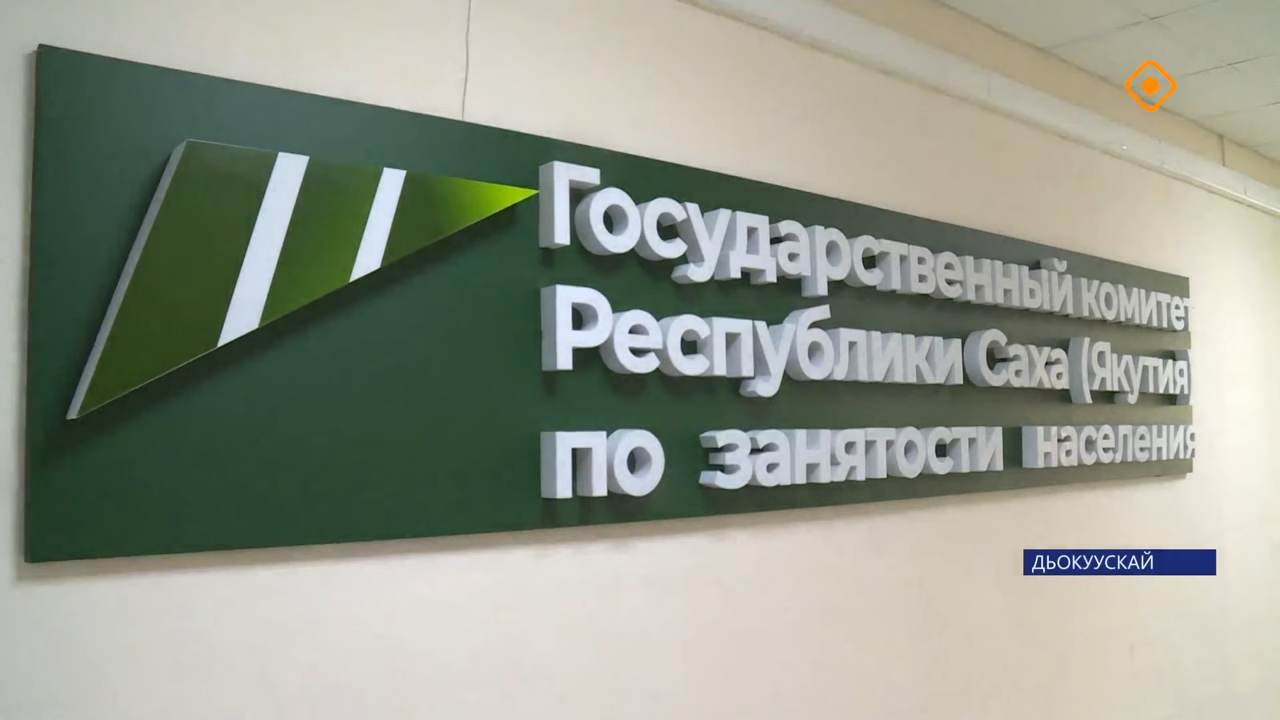 Государственный комитет
Республики Саха (Якутия)
по занятости населения
ДЬОКУУСКАЙ